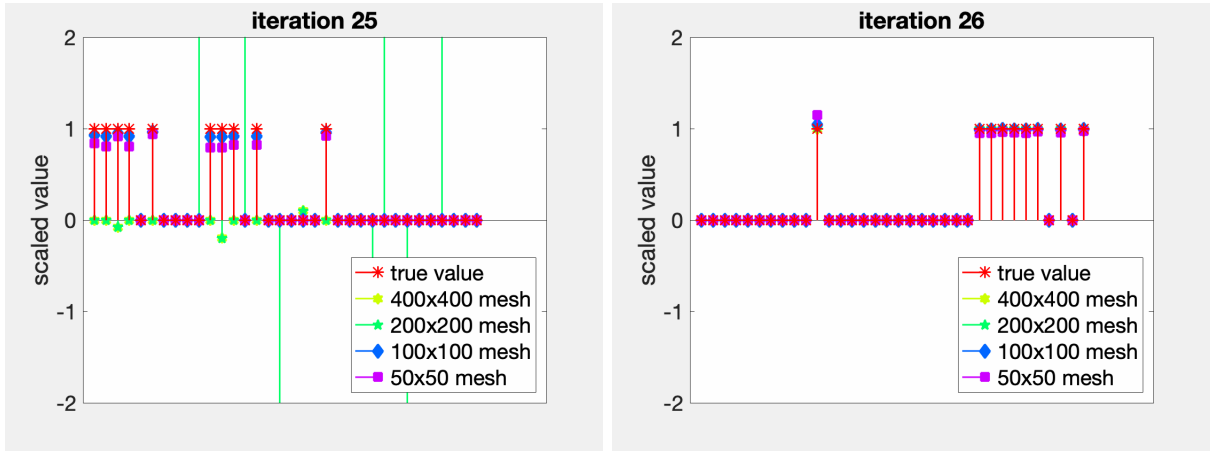 iteration 25
2
1
0
-1
-2
scaled value
true value
400x400 mesh
200x200 mesh
100x100 mesh
50x50 mesh
iteration 26
2
1
0
-1
-2
scaled value
true value
400x400 mesh
200x200 mesh
100x100 mesh
50x50 mesh